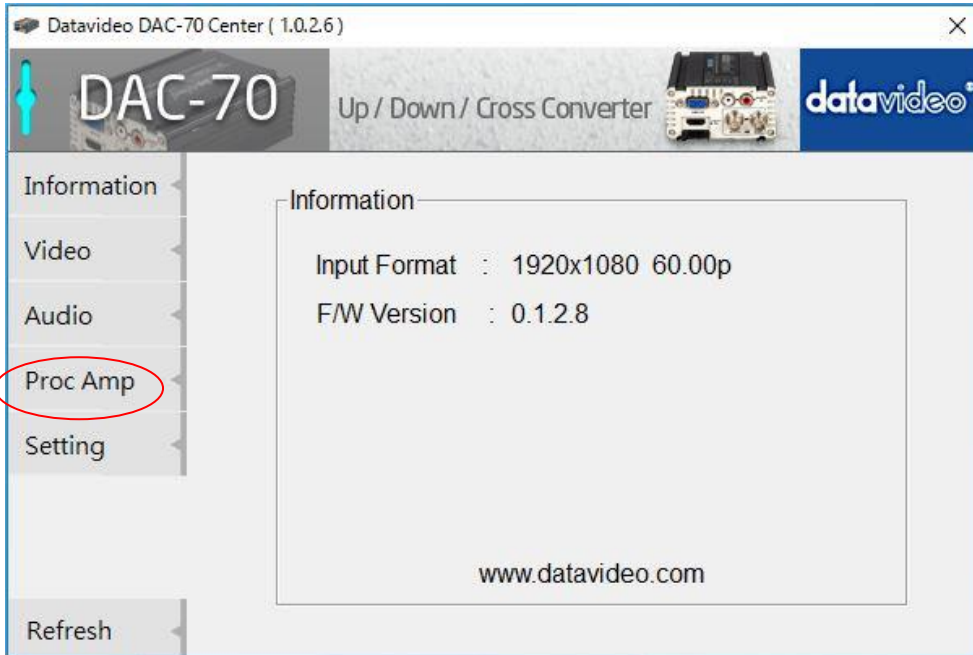 Datavideo DAC-70 Center ( 1.0.2.6 )
DAC-70
Up / Down / Cross Converter
datavideo®
Information
Video
Audio
Proc Amp
Setting
Refresh
Information
Input Format : 1920x1080 60.00p
F/W Version : 0.1.2.8
www.datavideo.com